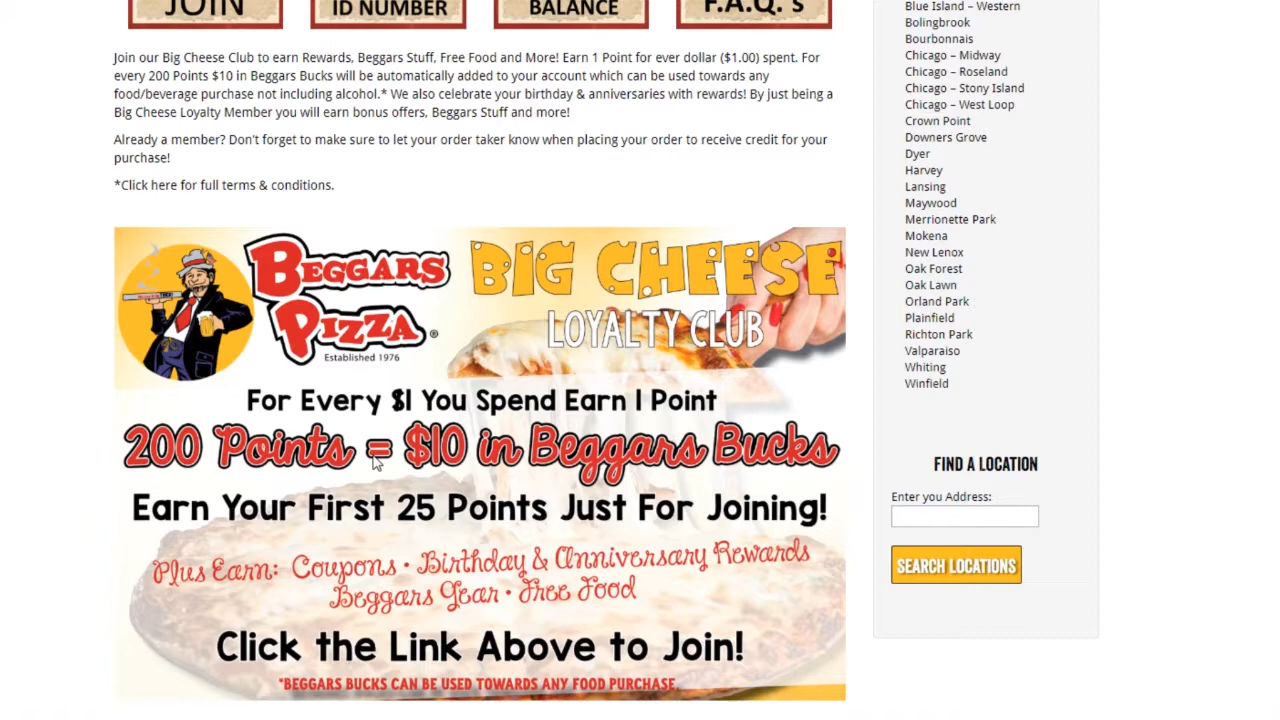 JOIN
ID NUMBER
BALANCE
F.A.Q.'s
Join our Big Cheese Club to earn Rewards, Beggars Stuff, Free Food and More! Earn 1 Point for ever dollar ($1.00) spent. For
every 200 Points $10 in Beggars Bucks will be automatically added to your account which can be used towards any
food/beverage purchase not including alcohol.* We also celebrate your birthday & anniversaries with rewards! By just being a
Big Cheese Loyalty Member you will earn bonus offers, Beggars Stuff and more!
Already a member? Don't forget to make sure to let your order taker know when placing your order to receive credit for your
purchase!
*Click here for full terms & conditions.
BEGGARS
PIZZA®
Established 1976
BIG CHEESE
LOYALTY CLUB
For Every $1 You Spend Earn 1 Point
200 Points = $10 in Beggars Bucks
Earn Your First 25 Points Just For Joining!
Plus Earn: Coupons • Birthday & Anniversary Rewards
Beggars Gear • Free Food
Click the Link Above to Join!
*BEGGARS BUCKS CAN BE USED TOWARDS ANY FOOD PURCHASE.
Blue Island – Western
Bolingbrook
Bourbonnais
Chicago – Midway
Chicago – Roseland
Chicago – Stony Island
Chicago – West Loop
Crown Point
Downers Grove
Dyer
Harvey
Lansing
Maywood
Merrionette Park
Mokena
New Lenox
Oak Forest
Oak Lawn
Orland Park
Plainfield
Richton Park
Valparaiso
Whiting
Winfield
FIND A LOCATION
Enter you Address:
SEARCH LOCATIONS